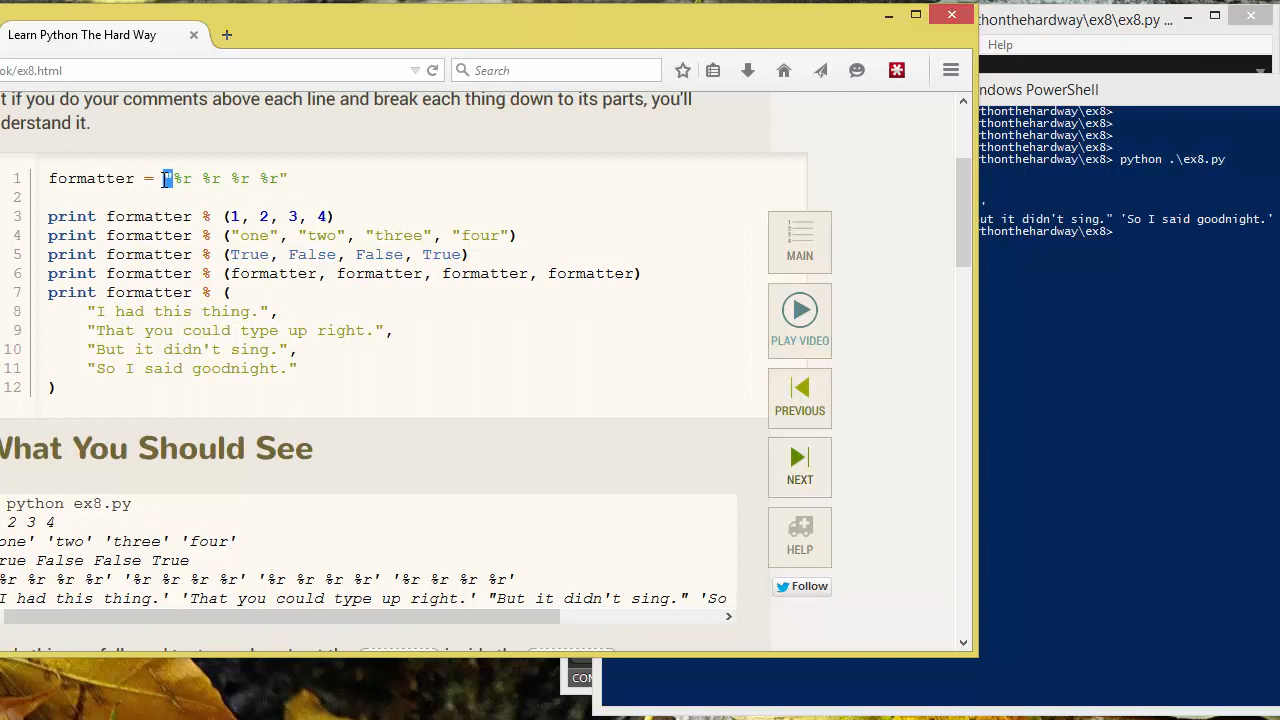 Learn Python The Hard Way
ok/ex8.html
Search
t if you do your comments above each line and break each thing down to its parts, you'll
derstand it.
1 formatter = "%r %r %r %r"
2
3 print formatter % (1, 2, 3, 4)
4 print formatter % ("one", "two", "three", "four")
5 print formatter % (True, False, False, True)
6 print formatter % (formatter, formatter, formatter, formatter)
7 print formatter % (
8 "I had this thing.",
9 "That you could type up right.",
10 "But it didn't sing.",
11 "So I said goodnight."
12 )
What You Should See
python ex8.py
2 3 4
one' 'two' 'three' 'four'
rue False False True
%r %r %r %r' '%r %r %r %r' '%r %r %r %r' '%r %r %r %r'
I had this thing.' 'That you could type up right.' "But it didn't sing." 'So
MAIN
PLAY VIDEO
PREVIOUS
NEXT
HELP
Follow
thonthehardway\ex8\ex8.py ...
Help
ndows PowerShell
thonthehardway\ex8>
thonthehardway\ex8>
thonthehardway\ex8>
thonthehardway\ex8>
thonthehardway\ex8> python .\ex8.py
'
ut it didn't sing." 'So I said goodnight.'
thonthehardway\ex8>
COM